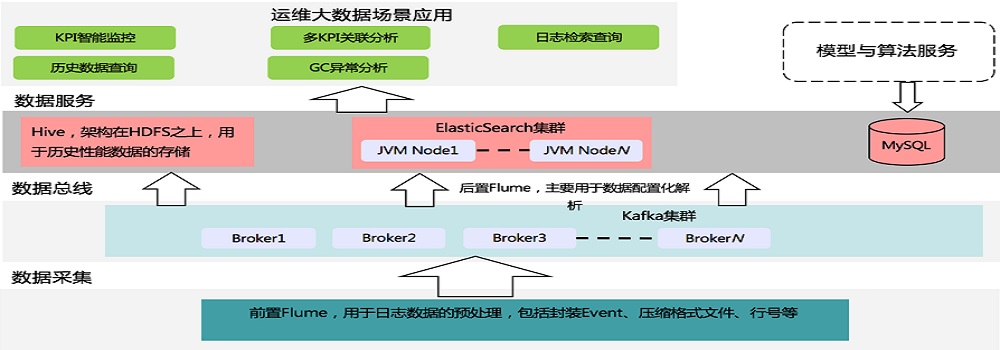 运维大数据场景应用
KPI智能监控
多KPI关联分析
日志检索查询
历史数据查询
GC异常分析
模型与算法服务
数据服务
Hive，架构在HDFS之上，用
于历史性能数据的存储
ElasticSearch集群
JVM Node1
JVM NodeN
MySQL
数据总线
后置Flume，主要用于数据配置化解
析
Kafka集群
Broker1
Broker2
Broker3
BrokerN
数据采集
前置Flume，用于日志数据的预处理，包括封装Event、压缩格式文件、行号等